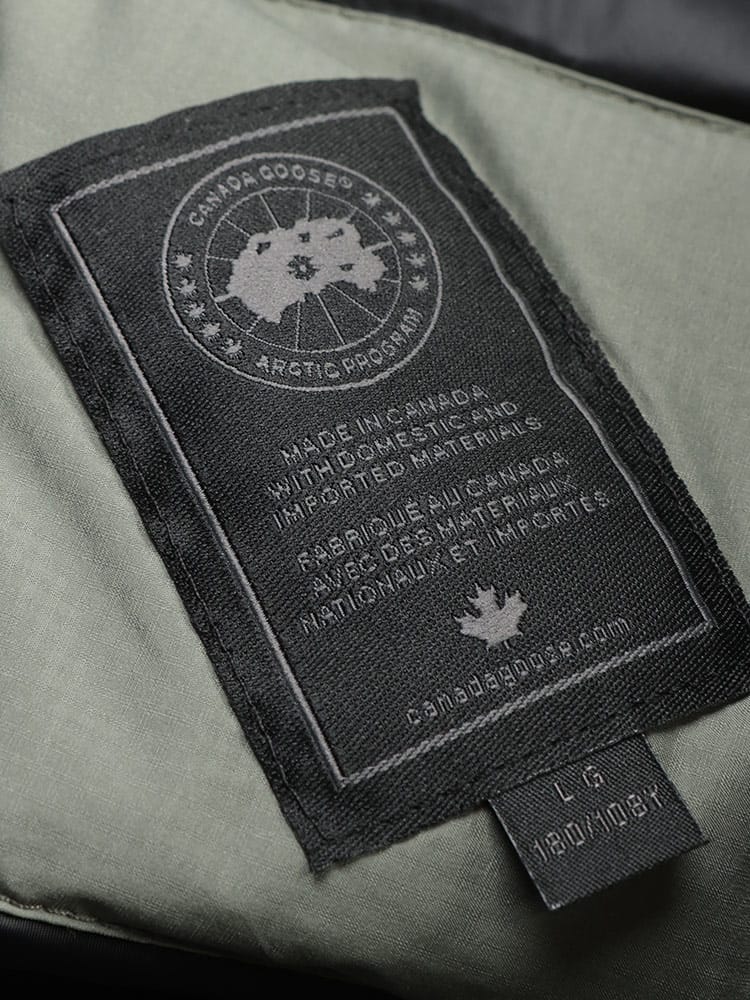 CANADA GOOSE®
ARCTIC PROGRAM
MADE IN CANADA
WITH DOMESTIC AND
IMPORTED MATERIALS
FABRIQUÉ AU CANADA
AVEC DES MATÉRIAUX
NATIONAUX ET IMPORTÉS
canadagoose.com
L G
180/108Y